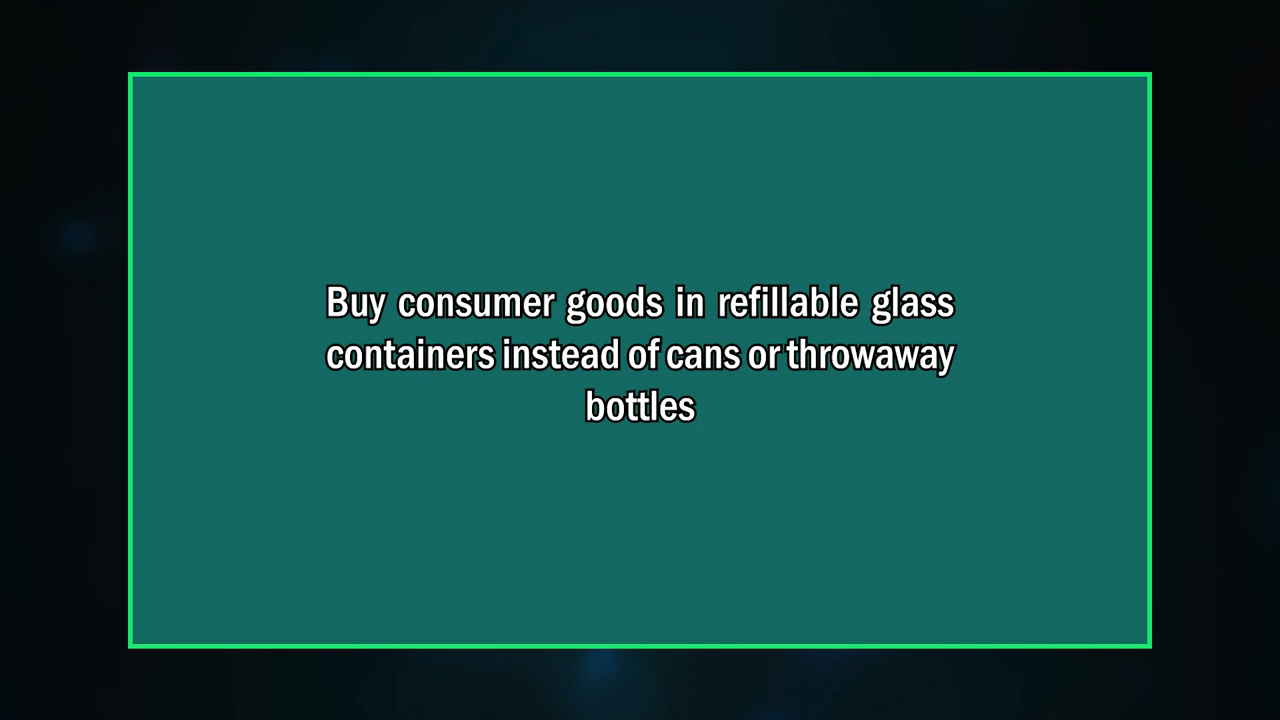 Buy consumer goods in refillable glass
containers instead of cans or throwaway
bottles